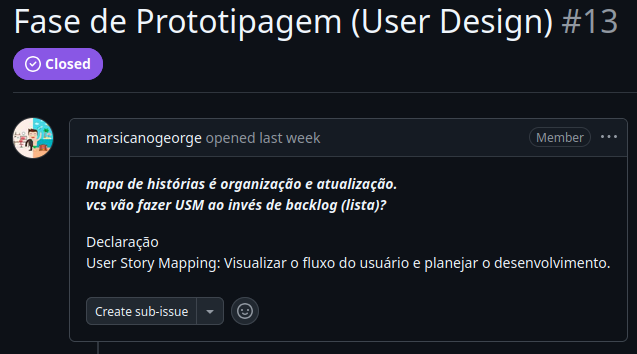 Fase de Prototipagem (User Design) #13
Closed
marsicanogeorge opened last week
Member
mapa de histórias é organização e atualização.
vcs vão fazer USM ao invés de backlog (lista)?
Declaração
User Story Mapping: Visualizar o fluxo do usuário e planejar o desenvolvimento.
Create sub-issue